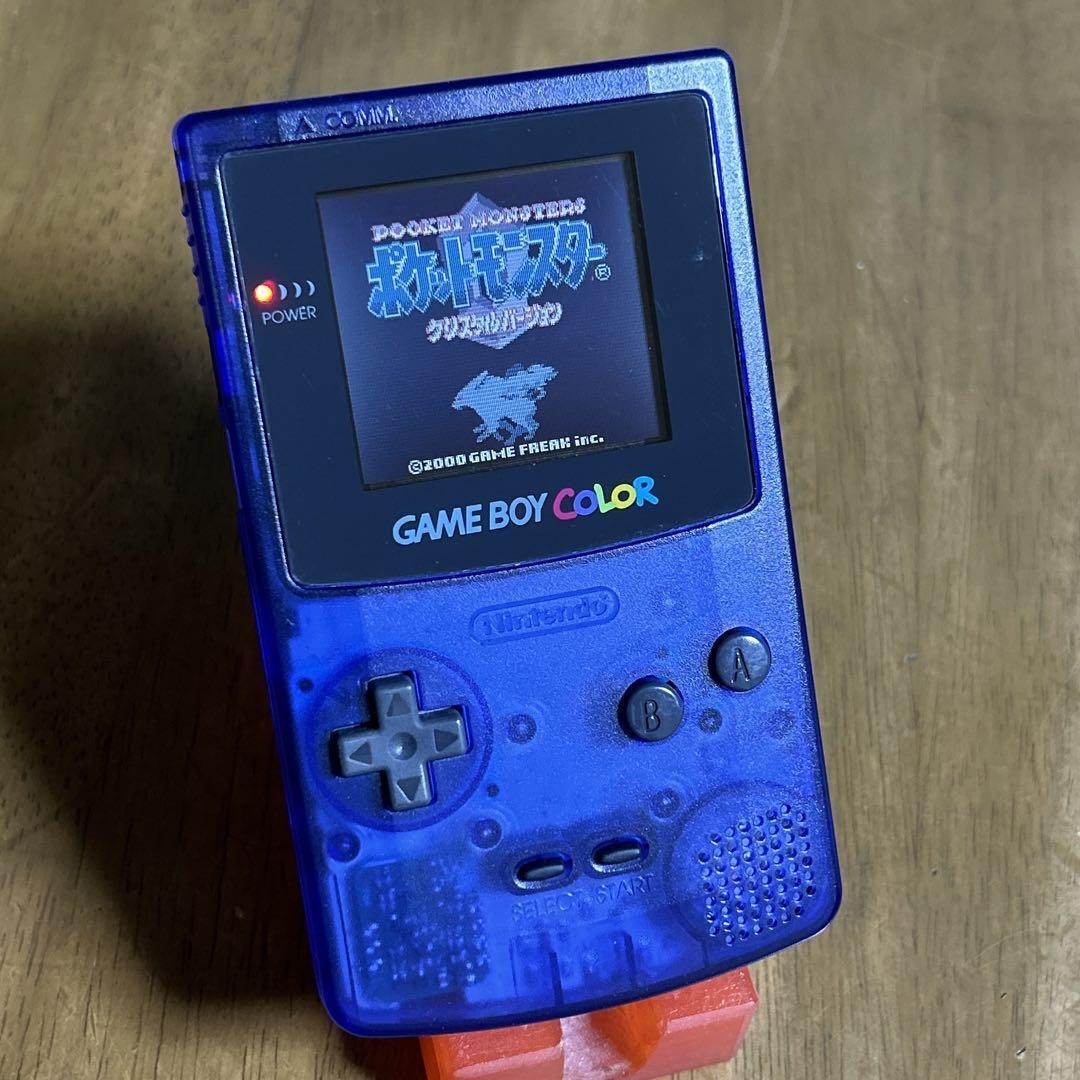 ▲ COMM.
POCKET MONSTERS
ポケットモンスター®
クリスタルバージョン
POWER
©2000 GAME FREAK inc.
GAME BOY COLOR
Nintendo®
A
B
SELECT START